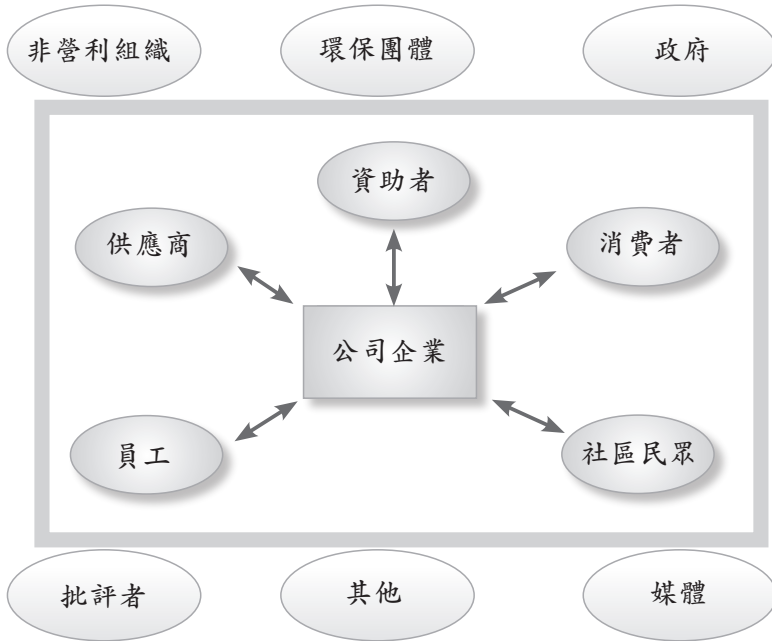 非營利組織
環保團體
政府
資助者
供應商
消費者
公司企業
員工
社區民眾
批評者
其他
媒體